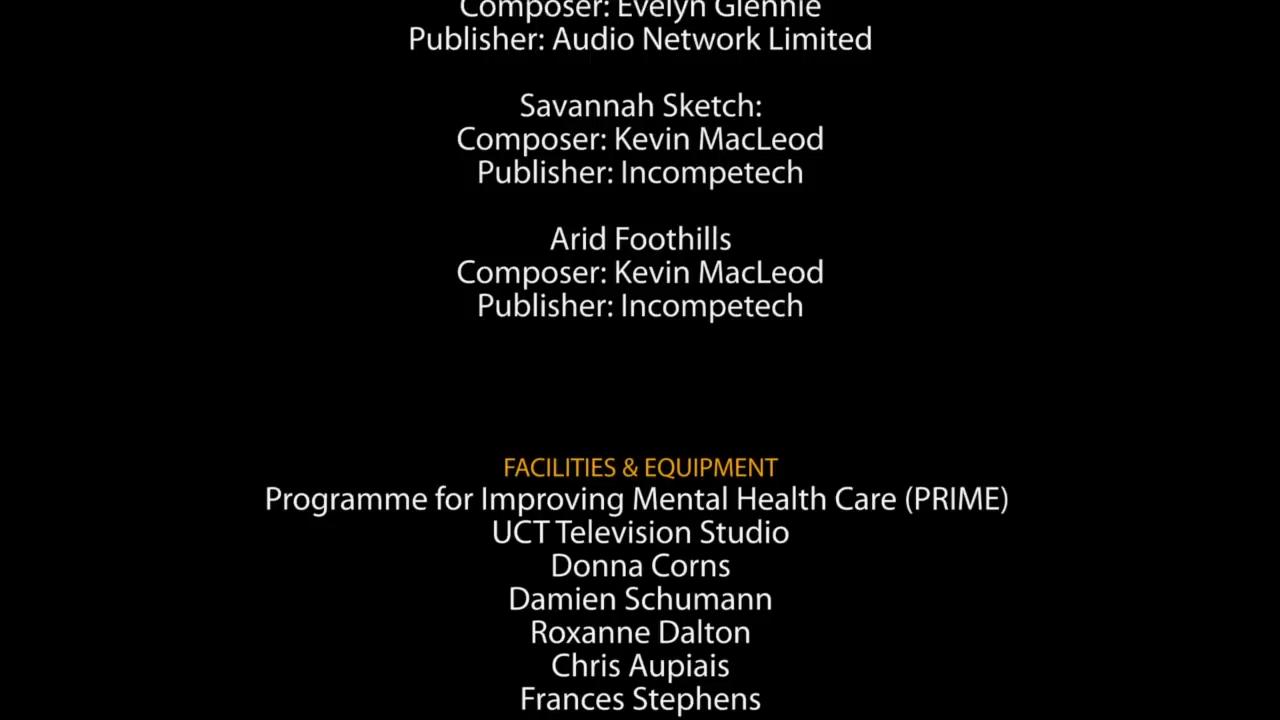 Composer: Evelyn Glennie
Publisher: Audio Network Limited
Savannah Sketch:
Composer: Kevin MacLeod
Publisher: Incompetech
Arid Foothills
Composer: Kevin MacLeod
Publisher: Incompetech
FACILITIES & EQUIPMENT
Programme for Improving Mental Health Care (PRIME)
UCT Television Studio
Donna Corns
Damien Schumann
Roxanne Dalton
Chris Aupiais
Frances Stephens